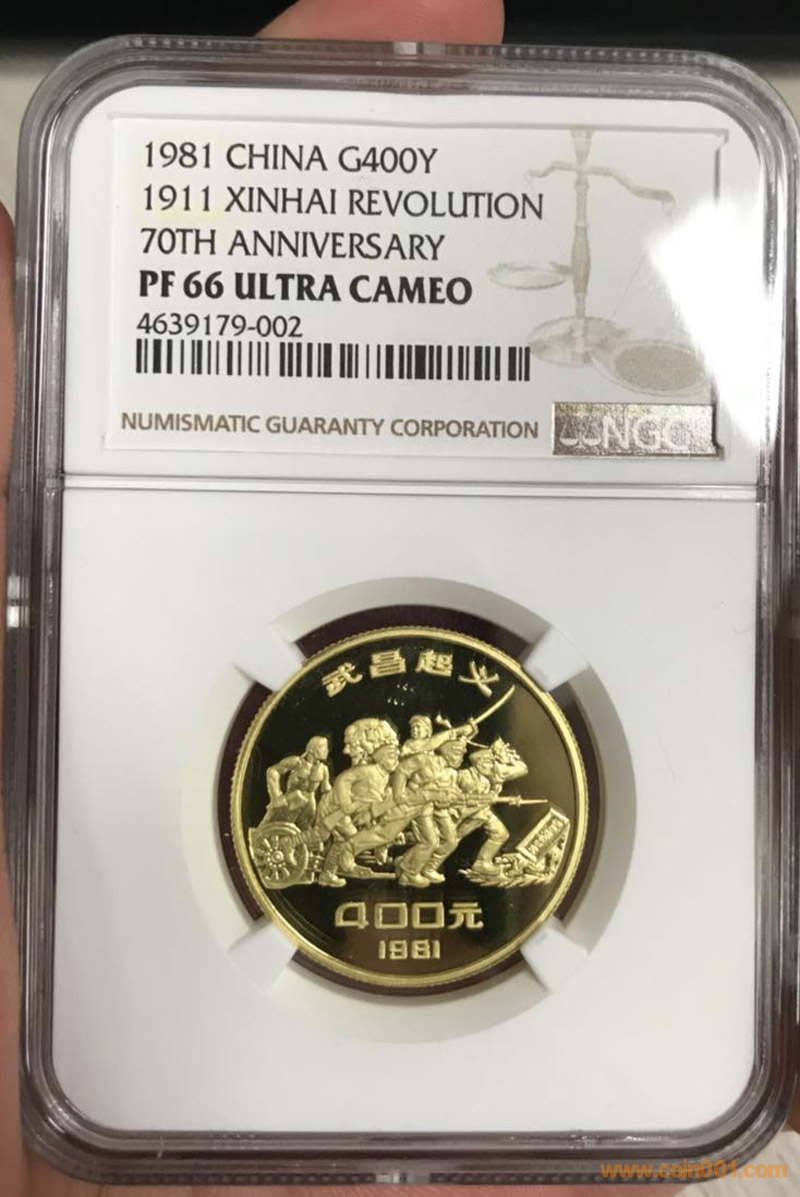 1981 CHINA G400Y
1911 XINHAI REVOLUTION
70TH ANNIVERSARY
PF 66 ULTRA CAMEO
4639179-002
NUMISMATIC GUARANTY CORPORATION
NGC
武昌起义
400元
1981
www.coin001.com